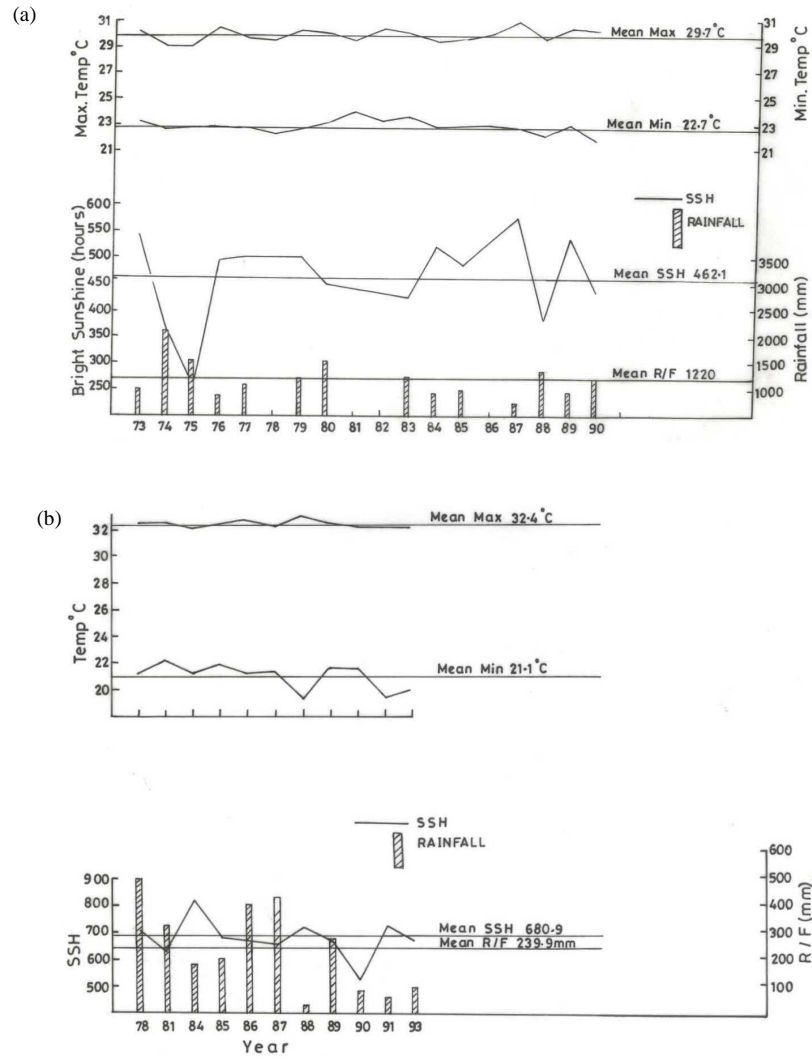 (a)
31
29
27
25
23
21
Max.Temp°C
Mean Max 29·7°C
Mean Min 22·7°C
31
29
27
25
23
21
Min. Temp°C
600
550
500
450
400
350
300
250
Bright Sunshine (hours)
SSH
RAINFALL
Mean SSH 462·1
Mean R/F 1220
3500
3000
2500
2000
1500
1000
Rainfall (mm)
73 74 75 76 77 78 79 80 81 82 83 84 85 86 87 88 89 90
(b)
32
30
28
26
24
22
20
Temp°C
Mean Max 32·4°C
Mean Min 21·1°C
SSH
RAINFALL
900
800
700
600
500
SSH
Mean SSH 680·9
Mean R/F 239·9mm
600
500
400
300
200
100
R/F (mm)
78 81 84 85 86 87 88 89 90 91 93
Year